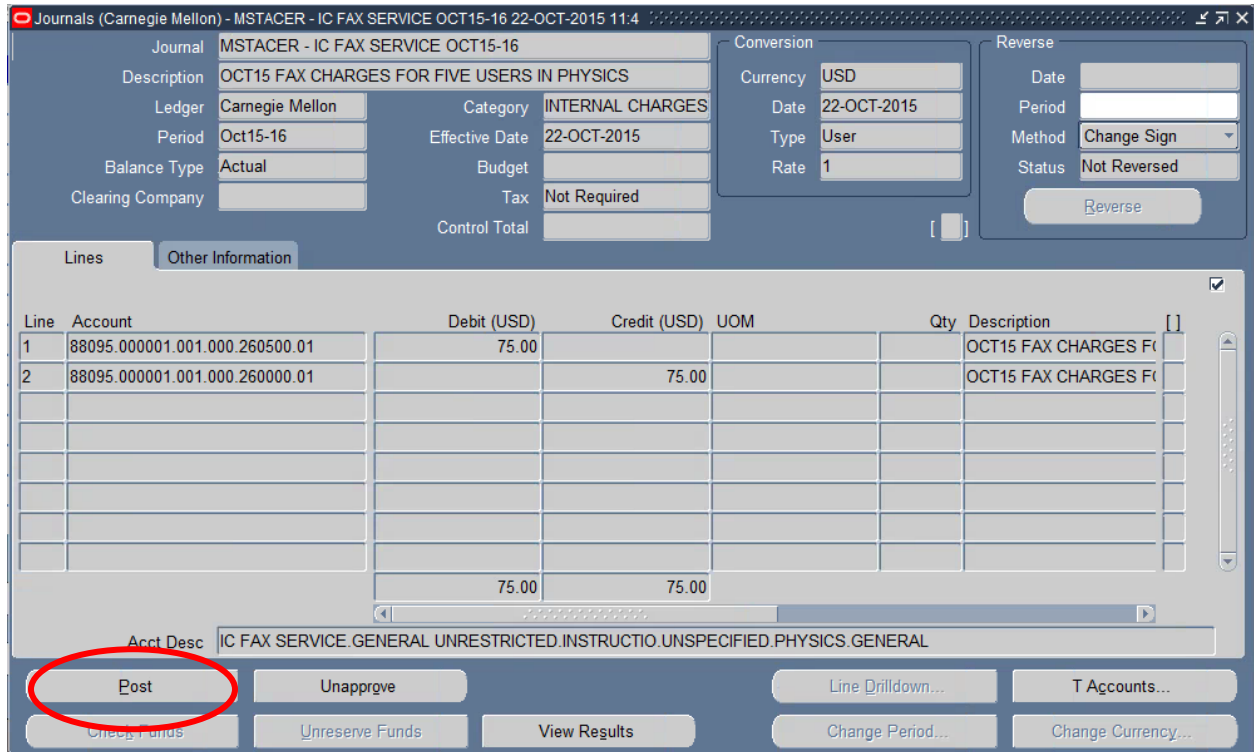 Journals (Carnegie Mellon) - MSTACER - IC FAX SERVICE OCT15-16 22-OCT-2015 11:4
Journal MSTACER - IC FAX SERVICE OCT15-16
Description OCT15 FAX CHARGES FOR FIVE USERS IN PHYSICS
Ledger Carnegie Mellon Category INTERNAL CHARGES
Period Oct15-16 Effective Date 22-OCT-2015
Balance Type Actual Budget
Clearing Company Tax Not Required
Control Total
Conversion
Currency USD
Date 22-OCT-2015
Type User
Rate 1
Reverse
Date
Period
Method Change Sign
Status Not Reversed
Reverse
[ ]
Lines Other Information
Line Account Debit (USD) Credit (USD) UOM Qty Description [ ]
1 88095.000001.001.000.260500.01 75.00 OCT15 FAX CHARGES F
2 88095.000001.001.000.260000.01 75.00 OCT15 FAX CHARGES F
75.00 75.00
Acct Desc IC FAX SERVICE.GENERAL UNRESTRICTED.INSTRUCTIO.UNSPECIFIED.PHYSICS.GENERAL
Post Unapprove Line Drilldown... T Accounts...
Check Funds Unreserve Funds View Results Change Period... Change Currency...